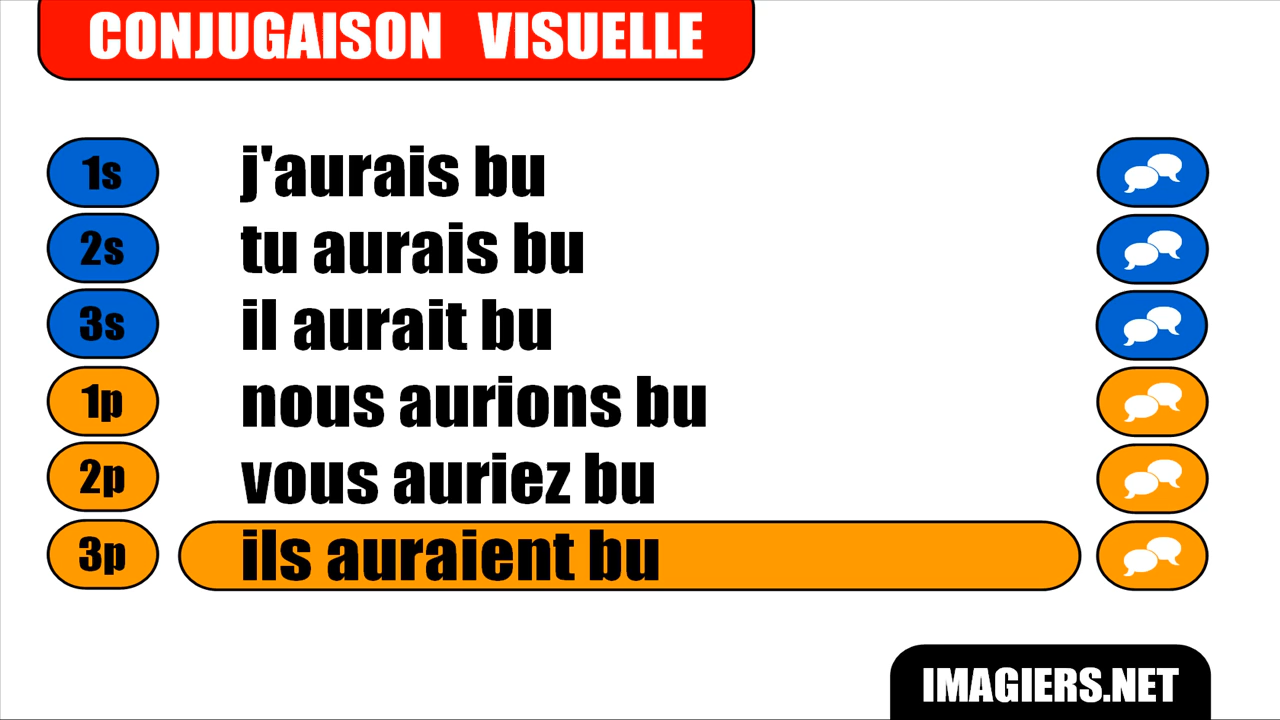 CONJUGAISON VISUELLE
1s j'aurais bu
2s tu aurais bu
3s il aurait bu
1p nous aurions bu
2p vous auriez bu
3p ils auraient bu
IMAGIERS.NET